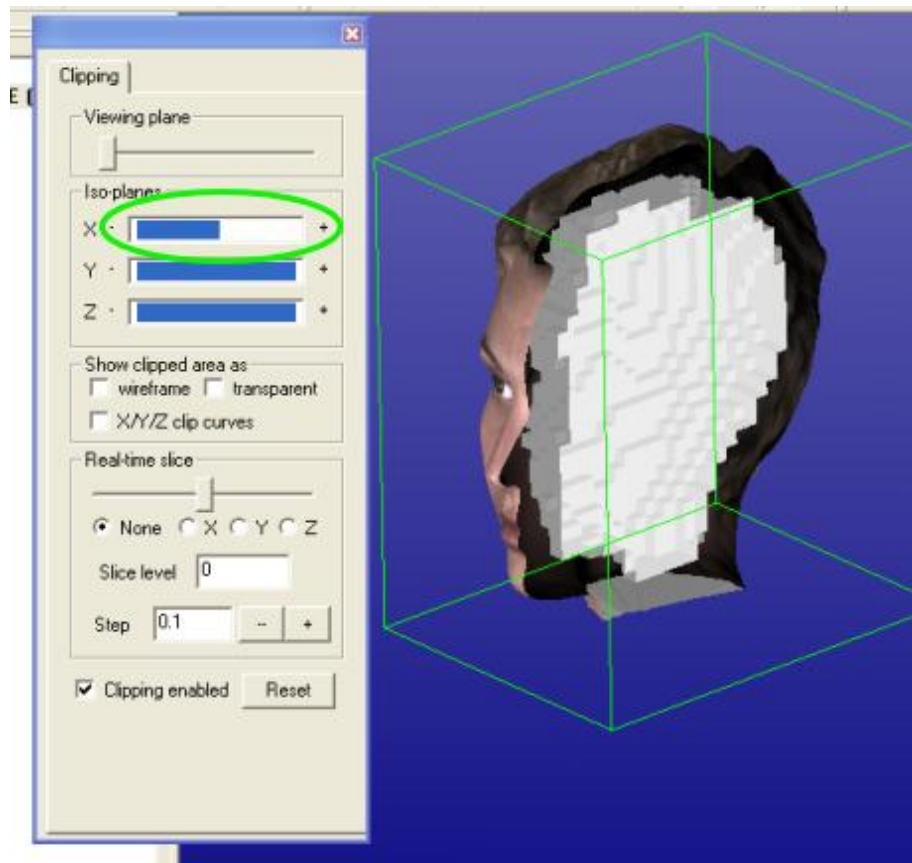 Clipping
Viewing plane
Iso-planes
X - +
Y - +
Z - +
Show clipped area as
wireframe transparent
X/Y/Z clip curves
Real-time slice
None X Y Z
Slice level 0
Step 0.1 -- +
Clipping enabled Reset